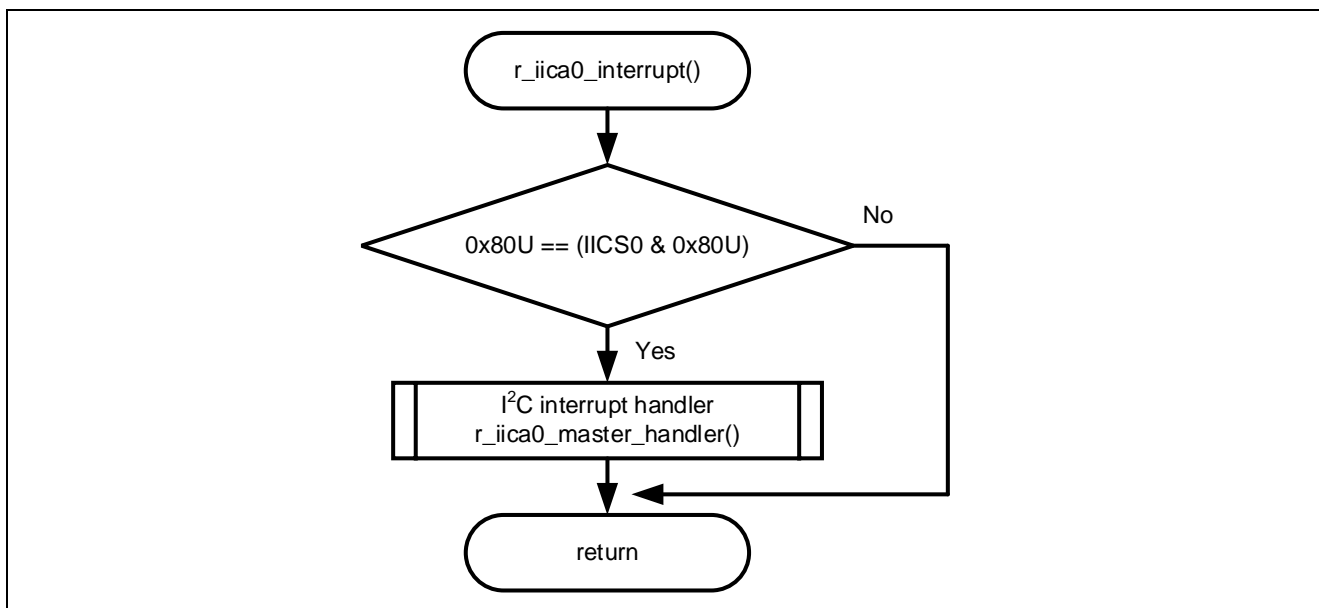 r_iica0_interrupt()
0x80U == (IICS0 & 0x80U)
No
Yes
I²C interrupt handler
r_iica0_master_handler()
return